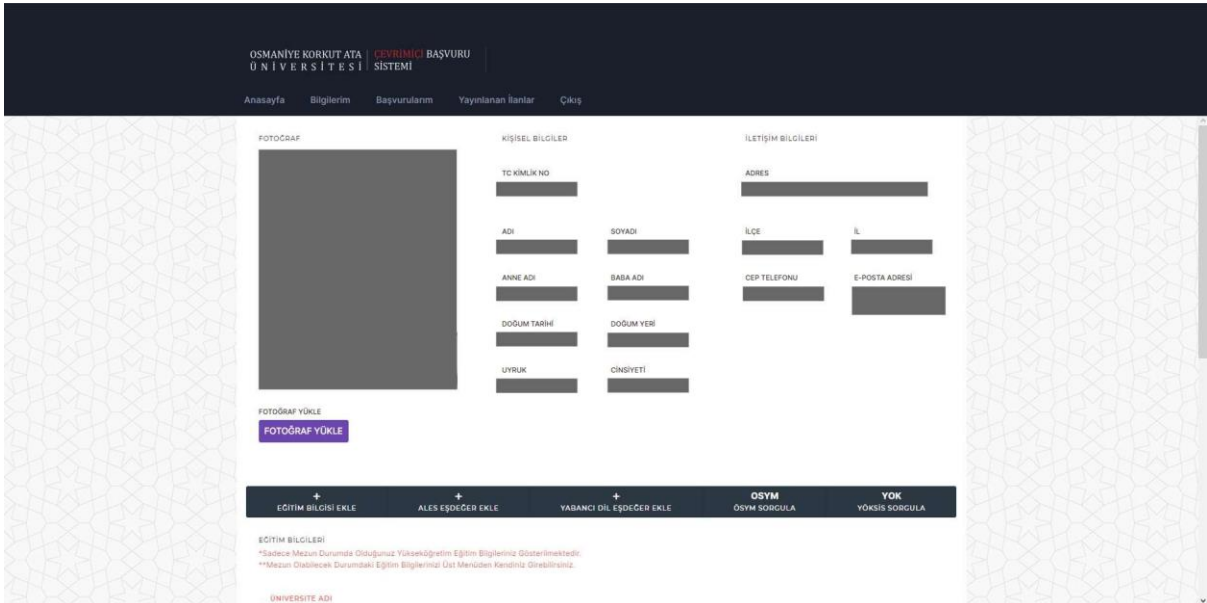 OSMANİYE KORKUT ATA
ÜNİVERSİTESİ
ÇEVRİMİÇİ BAŞVURU
SİSTEMİ
Anasayfa Bilgilerim Başvurularım Yayınlanan İlanlar Çıkış
FOTOĞRAF
KİŞİSEL BİLGİLER
İLETİŞİM BİLGİLERİ
TC KİMLİK NO
ADRES
ADI SOYADI
İLÇE İL
ANNE ADI BABA ADI
CEP TELEFONU E-POSTA ADRESİ
DOĞUM TARİHİ DOĞUM YERİ
UYRUK CİNSİYETİ
FOTOĞRAF YÜKLE
FOTOĞRAF YÜKLE
+ + + OSYM YOK
EĞİTİM BİLGİSİ EKLE ALES EŞDEĞER EKLE YABANCI DİL EŞDEĞER EKLE ÖSYM SORGULA YÖKSİS SORGULA
EĞİTİM BİLGİLERİ
*Sadece Mezun Durumda Olduğunuz Yükseköğretim Eğitim Bilgileriniz Gösterilmektedir.
**Mezun Olabilecek Durumdaki Eğitim Bilgilerinizi Üst Menüden Kendiniz Girebilirsiniz.
ÜNİVERSİTE ADI